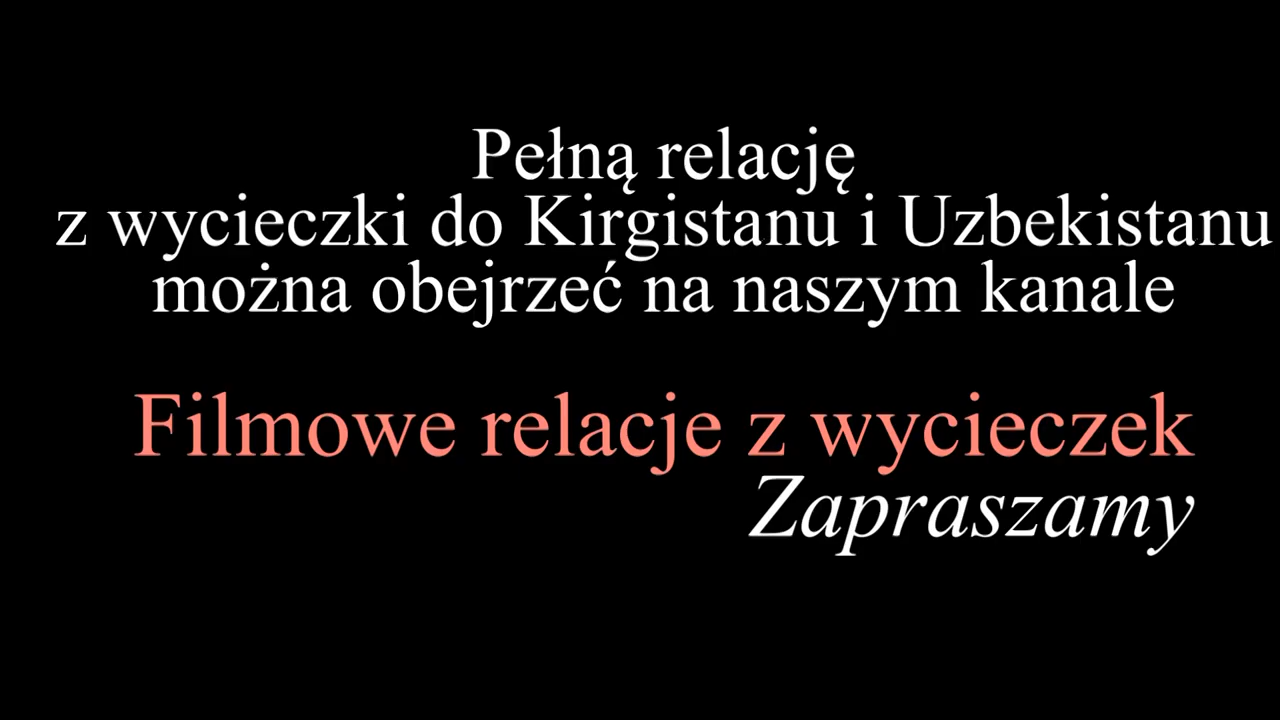 Pełną relację
z wycieczki do Kirgistanu i Uzbekistanu
można obejrzeć na naszym kanale
Filmowe relacje z wycieczek
Zapraszamy